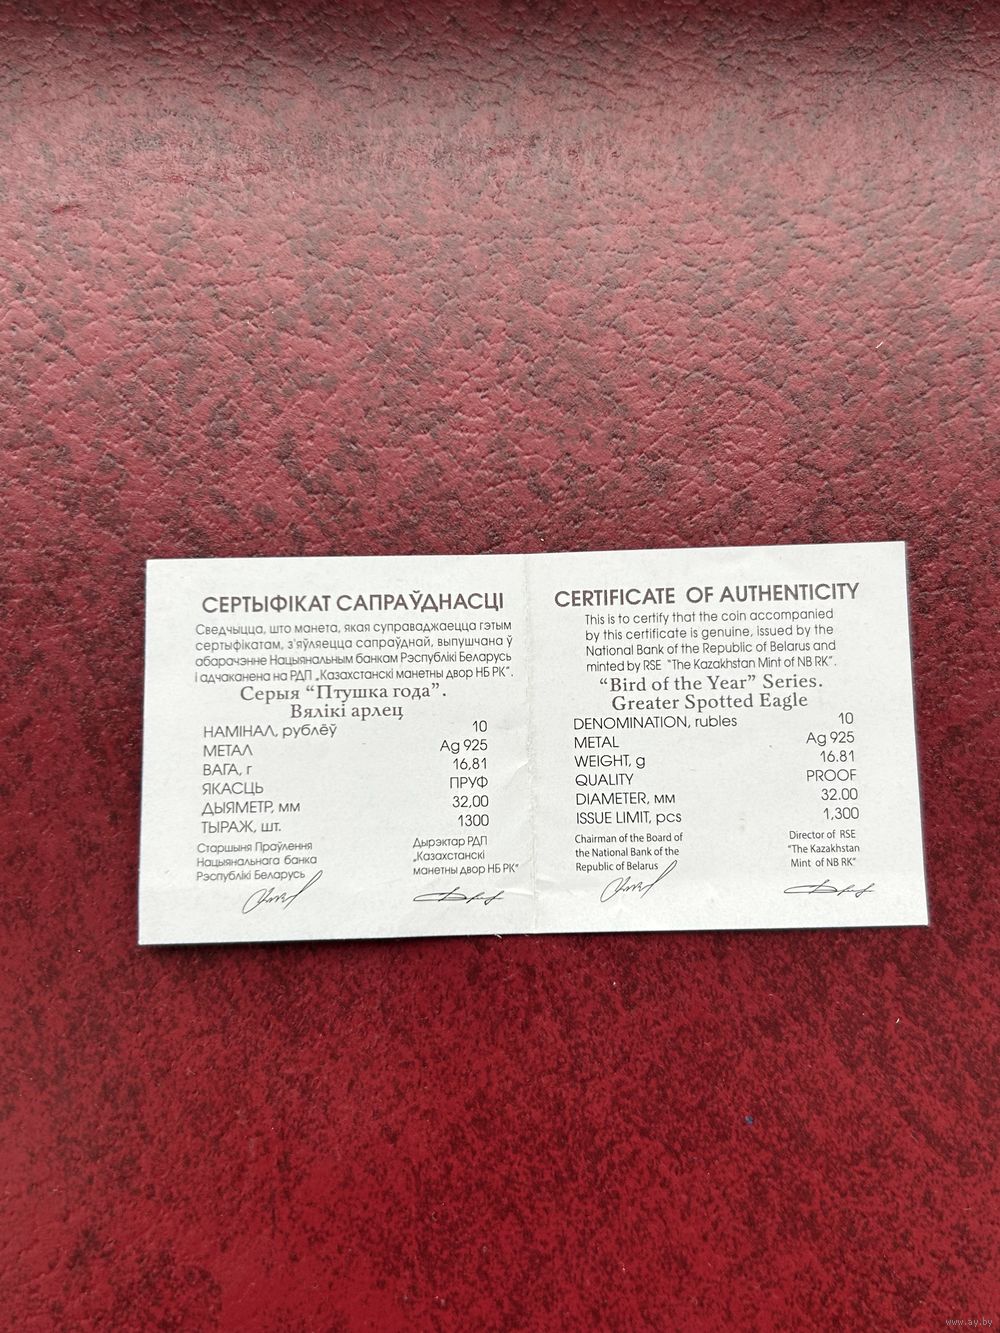 СЕРТЫФІКАТ САПРАЎДНАСЦІ
Сведчыцца, што манета, якая суправаджаецца гэтым
сертыфікатам, з'яўляецца сапраўднай, выпушчана ў
абарачэнне Нацыянальным банкам Рэспублікі Беларусь
і адчаканена на РДП „Казахстанскі манетны двор НБ РК“.
Серыя “Птушка года”.
Вялікі арлец
НАМІНАЛ, рублёў 10
МЕТАЛ Ag 925
ВАГА, г 16,81
ЯКАСЦЬ ПРУФ
ДЫЯМЕТР, мм 32,00
ТЫРАЖ, шт. 1300
Старшыня Праўлення
Нацыянальнага банка
Рэспублікі Беларусь
Дырэктар РДП
„Казахстанскі
манетны двор НБ РК“
CERTIFICATE OF AUTHENTICITY
This is to certify that the coin accompanied
by this certificate is genuine, issued by the
National Bank of the Republic of Belarus and
minted by RSE “The Kazakhstan Mint of NB RK”.
“Bird of the Year” Series.
Greater Spotted Eagle
DENOMINATION, rubles 10
METAL Ag 925
WEIGHT, g 16.81
QUALITY PROOF
DIAMETER, мм 32.00
ISSUE LIMIT, pcs 1,300
Chairman of the Board of
the National Bank of the
Republic of Belarus
Director of RSE
“The Kazakhstan
Mint of NB RK”
www.ay.by